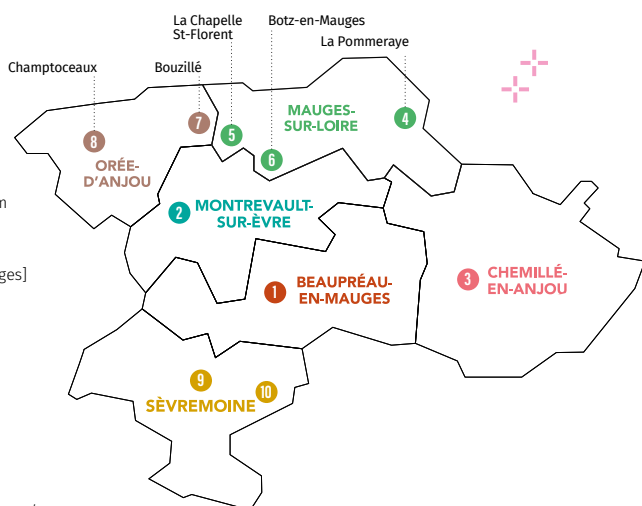 La Chapelle
St-Florent
Botz-en-Mauges
La Pommeraye
Champtoceaux
Bouzillé
MAUGES-
SUR-LOIRE
4
7
5
8
6
ORÉE-
D'ANJOU
m
2 MONTREVAULT-
SUR-ÈVRE
ges]
3 CHEMILLÉ-
EN-ANJOU
1 BEAUPRÉAU-
EN-MAUGES
9
10
SÈVREMOINE